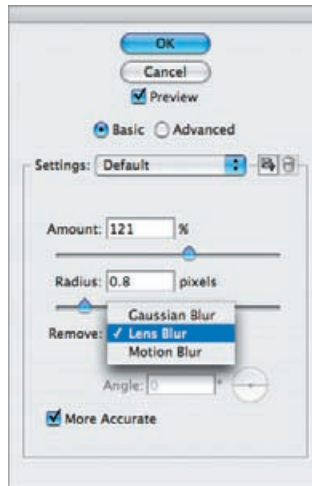 OK
Cancel
Preview
Basic Advanced
Settings: Default
Amount: 121 %
Radius: 0.8 pixels
Gaussian Blur
Remove: ✓ Lens Blur
Motion Blur
Angle: 0 °
More Accurate